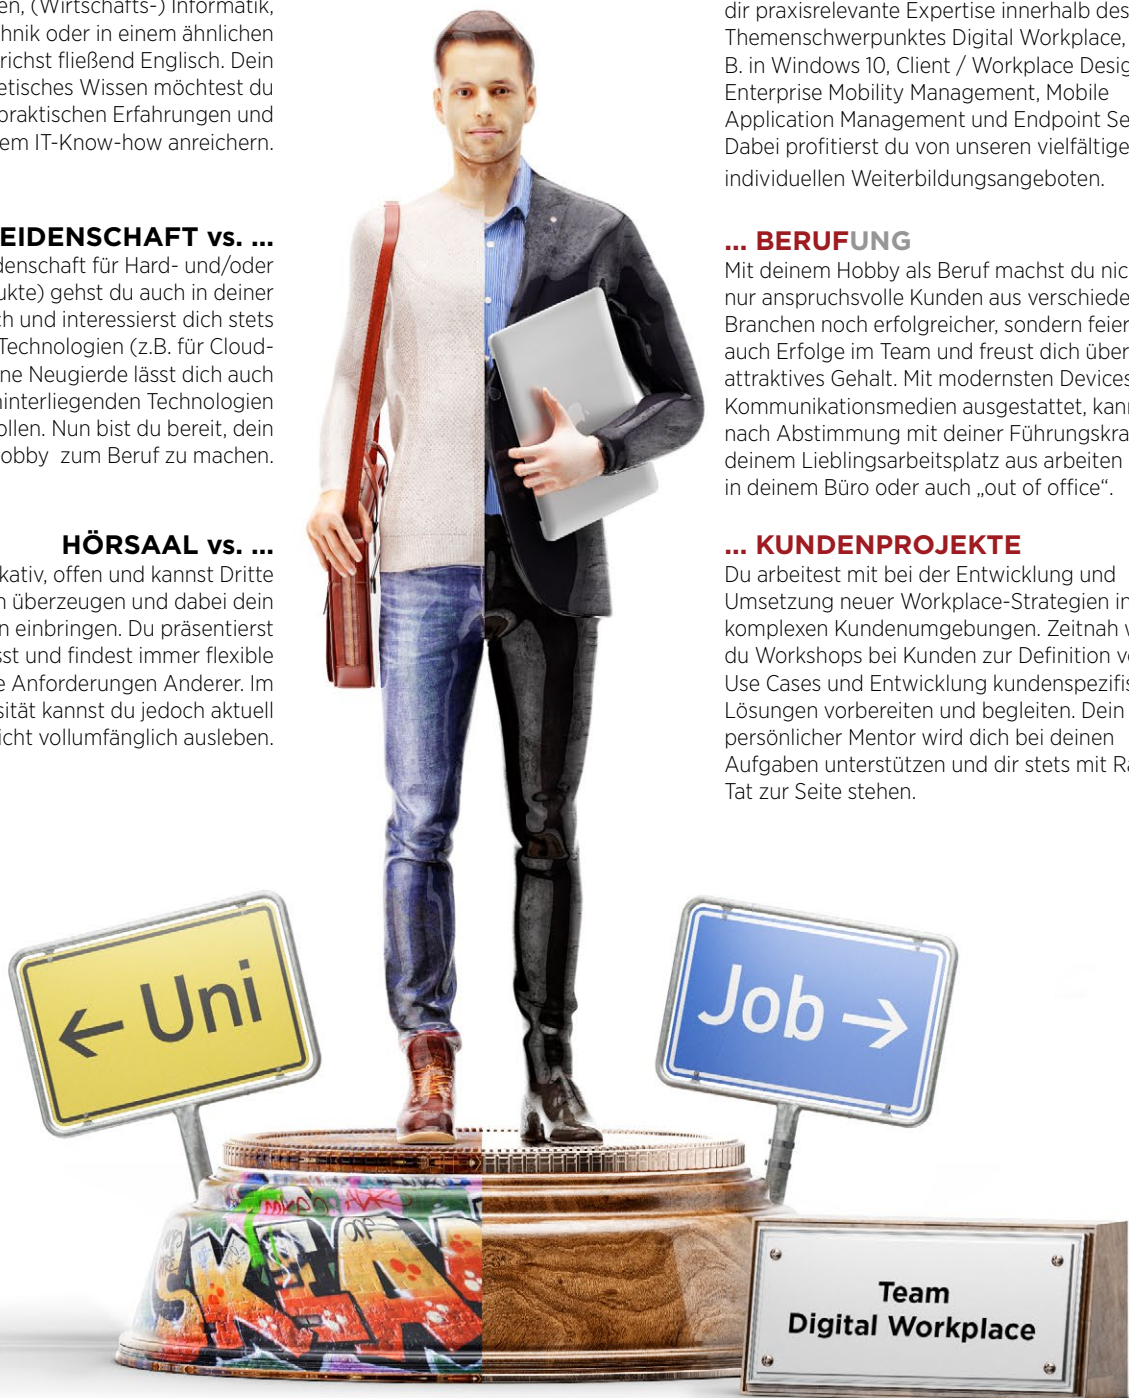 en, (Wirtschafts-) Informatik,
hnik oder in einem ähnlichen
richst fließend Englisch. Dein
etisches Wissen möchtest du
praktischen Erfahrungen und
em IT-Know-how anreichern.
EIDENSCHAFT vs. ...
denschaft für Hard- und/oder
ukte) gehst du auch in deiner
ch und interessierst dich stets
Technologien (z.B. für Cloud-
ne Neugierde lässt dich auch
hinterliegenden Technologien
ollen. Nun bist du bereit, dein
obby zum Beruf zu machen.
HÖRSAAL vs. ...
kativ, offen und kannst Dritte
n überzeugen und dabei dein
n einbringen. Du präsentierst
sst und findest immer flexible
e Anforderungen Anderer. Im
sität kannst du jedoch aktuell
icht vollumfänglich ausleben.
dir praxisrelevante Expertise innerhalb des
Themenschwerpunktes Digital Workplace,
B. in Windows 10, Client / Workplace Desig
Enterprise Mobility Management, Mobile
Application Management und Endpoint Se
Dabei profitierst du von unseren vielfältige
individuellen Weiterbildungsangeboten.
... BERUFUNG
Mit deinem Hobby als Beruf machst du nic
nur anspruchsvolle Kunden aus verschiede
Branchen noch erfolgreicher, sondern feier
auch Erfolge im Team und freust dich über
attraktives Gehalt. Mit modernsten Devices
Kommunikationsmedien ausgestattet, kann
nach Abstimmung mit deiner Führungskra
deinem Lieblingsarbeitsplatz aus arbeiten
in deinem Büro oder auch „out of office“.
... KUNDENPROJEKTE
Du arbeitest mit bei der Entwicklung und
Umsetzung neuer Workplace-Strategien in
komplexen Kundenumgebungen. Zeitnah w
du Workshops bei Kunden zur Definition vo
Use Cases und Entwicklung kundenspezifis
Lösungen vorbereiten und begleiten. Dein
persönlicher Mentor wird dich bei deinen
Aufgaben unterstützen und dir stets mit Ra
Tat zur Seite stehen.
← Uni
Job →
Team
Digital Workplace